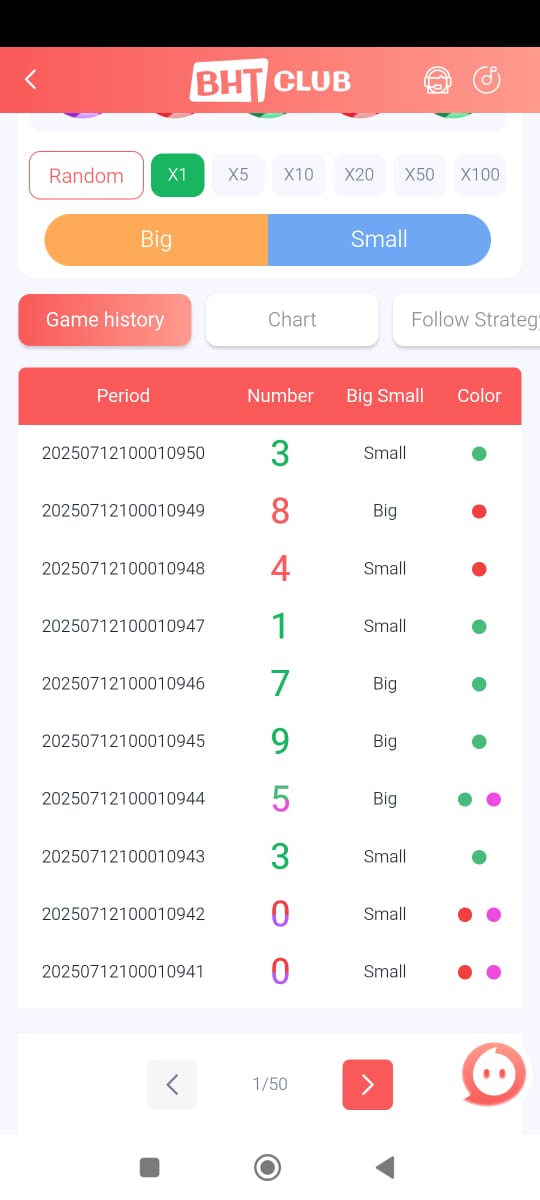 BHT CLUB
Random X1 X5 X10 X20 X50 X100
Big Small
Game history Chart Follow Strategy
Period Number Big Small Color
20250712100010950 3 Small
20250712100010949 8 Big
20250712100010948 4 Small
20250712100010947 1 Small
20250712100010946 7 Big
20250712100010945 9 Big
20250712100010944 5 Big
20250712100010943 3 Small
20250712100010942 0 Small
20250712100010941 0 Small
1/50